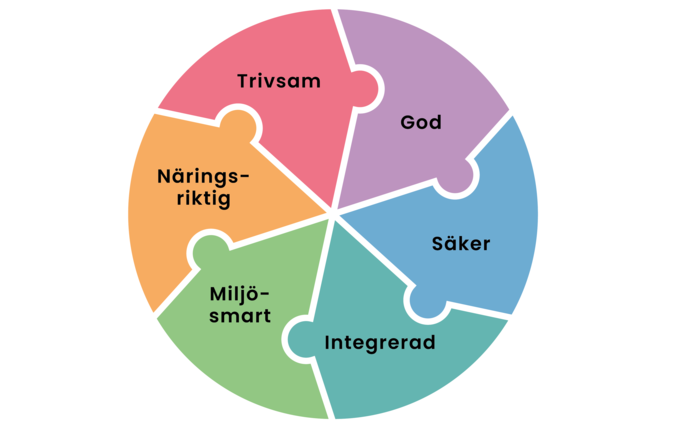 Trivsam
God
Närings-
riktig
Säker
Miljö-
smart
Integrerad